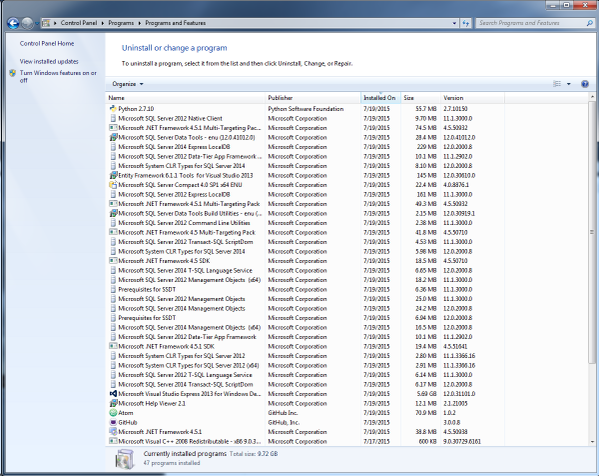 Control Panel ▸ Programs ▸ Programs and Features
Search Programs and Features
Control Panel Home
View installed updates
Turn Windows features on or off
Uninstall or change a program
To uninstall a program, select it from the list and then click Uninstall, Change, or Repair.
Organize
Name Publisher Installed On Size Version
Python 2.7.10 Python Software Foundation 7/19/2015 55.7 MB 2.7.10150
Microsoft SQL Server 2012 Native Client Microsoft Corporation 7/19/2015 9.70 MB 11.1.3000.0
Microsoft .NET Framework 4.5.1 Multi-Targeting Pac... Microsoft Corporation 7/19/2015 74.5 MB 4.5.50932
Microsoft SQL Server Data Tools - enu (12.0.41012.0) Microsoft Corporation 7/19/2015 28.4 MB 12.0.41012.0
Microsoft SQL Server 2014 Express LocalDB Microsoft Corporation 7/19/2015 229 MB 12.0.2000.8
Microsoft SQL Server 2012 Data-Tier App Framework ... Microsoft Corporation 7/19/2015 10.1 MB 11.1.2902.0
Microsoft System CLR Types for SQL Server 2014 Microsoft Corporation 7/19/2015 8.10 MB 12.0.2000.8
Entity Framework 6.1.1 Tools for Visual Studio 2013 Microsoft Corporation 7/19/2015 145 MB 12.0.30610.0
Microsoft SQL Server Compact 4.0 SP1 x64 ENU Microsoft Corporation 7/19/2015 22.4 MB 4.0.8876.1
Microsoft SQL Server 2012 Express LocalDB Microsoft Corporation 7/19/2015 161 MB 11.1.3000.0
Microsoft .NET Framework 4.5.1 Multi-Targeting Pack Microsoft Corporation 7/19/2015 49.3 MB 4.5.50932
Microsoft SQL Server Data Tools Build Utilities - enu (... Microsoft Corporation 7/19/2015 2.15 MB 12.0.30919.1
Microsoft SQL Server 2012 Command Line Utilities Microsoft Corporation 7/19/2015 2.38 MB 11.1.3000.0
Microsoft .NET Framework 4.5 Multi-Targeting Pack Microsoft Corporation 7/19/2015 41.8 MB 4.5.50710
Microsoft SQL Server 2012 Transact-SQL ScriptDom Microsoft Corporation 7/19/2015 4.53 MB 11.1.3000.0
Microsoft System CLR Types for SQL Server 2014 Microsoft Corporation 7/19/2015 5.98 MB 12.0.2000.8
Microsoft .NET Framework 4.5 SDK Microsoft Corporation 7/19/2015 18.5 MB 4.5.50710
Microsoft SQL Server 2014 T-SQL Language Service Microsoft Corporation 7/19/2015 6.65 MB 12.0.2000.8
Microsoft SQL Server 2012 Management Objects (x64) Microsoft Corporation 7/19/2015 18.2 MB 11.1.3000.0
Prerequisites for SSDT Microsoft Corporation 7/19/2015 6.36 MB 11.1.3000.0
Microsoft SQL Server 2012 Management Objects Microsoft Corporation 7/19/2015 25.0 MB 11.1.3000.0
Microsoft SQL Server 2014 Management Objects Microsoft Corporation 7/19/2015 24.2 MB 12.0.2000.8
Prerequisites for SSDT Microsoft Corporation 7/19/2015 6.94 MB 12.0.2000.8
Microsoft SQL Server 2014 Management Objects (x64) Microsoft Corporation 7/19/2015 16.5 MB 12.0.2000.8
Microsoft SQL Server 2012 Data-Tier App Framework Microsoft Corporation 7/19/2015 10.1 MB 11.1.2902.0
Microsoft .NET Framework 4.5.1 SDK Microsoft Corporation 7/19/2015 19.4 MB 4.5.51641
Microsoft System CLR Types for SQL Server 2012 Microsoft Corporation 7/19/2015 2.80 MB 11.1.3366.16
Microsoft System CLR Types for SQL Server 2012 (x64) Microsoft Corporation 7/19/2015 2.91 MB 11.1.3366.16
Microsoft SQL Server 2012 T-SQL Language Service Microsoft Corporation 7/19/2015 6.14 MB 11.1.3000.0
Microsoft SQL Server 2014 Transact-SQL ScriptDom Microsoft Corporation 7/19/2015 6.17 MB 12.0.2000.8
Microsoft Visual Studio Express 2013 for Windows De... Microsoft Corporation 7/19/2015 5.69 GB 12.0.31101.0
Microsoft Help Viewer 2.1 Microsoft Corporation 7/19/2015 12.1 MB 2.1.21005
Atom GitHub Inc. 7/19/2015 70.9 MB 1.0.2
GitHub GitHub, Inc. 7/19/2015 3.0.0.8
Microsoft .NET Framework 4.5.1 Microsoft Corporation 7/19/2015 38.8 MB 4.5.50938
Microsoft Visual C++ 2008 Redistributable - x86 9.0.3... Microsoft Corporation 7/17/2015 600 KB 9.0.30729.6161
Currently installed programs Total size: 9.72 GB
47 programs installed